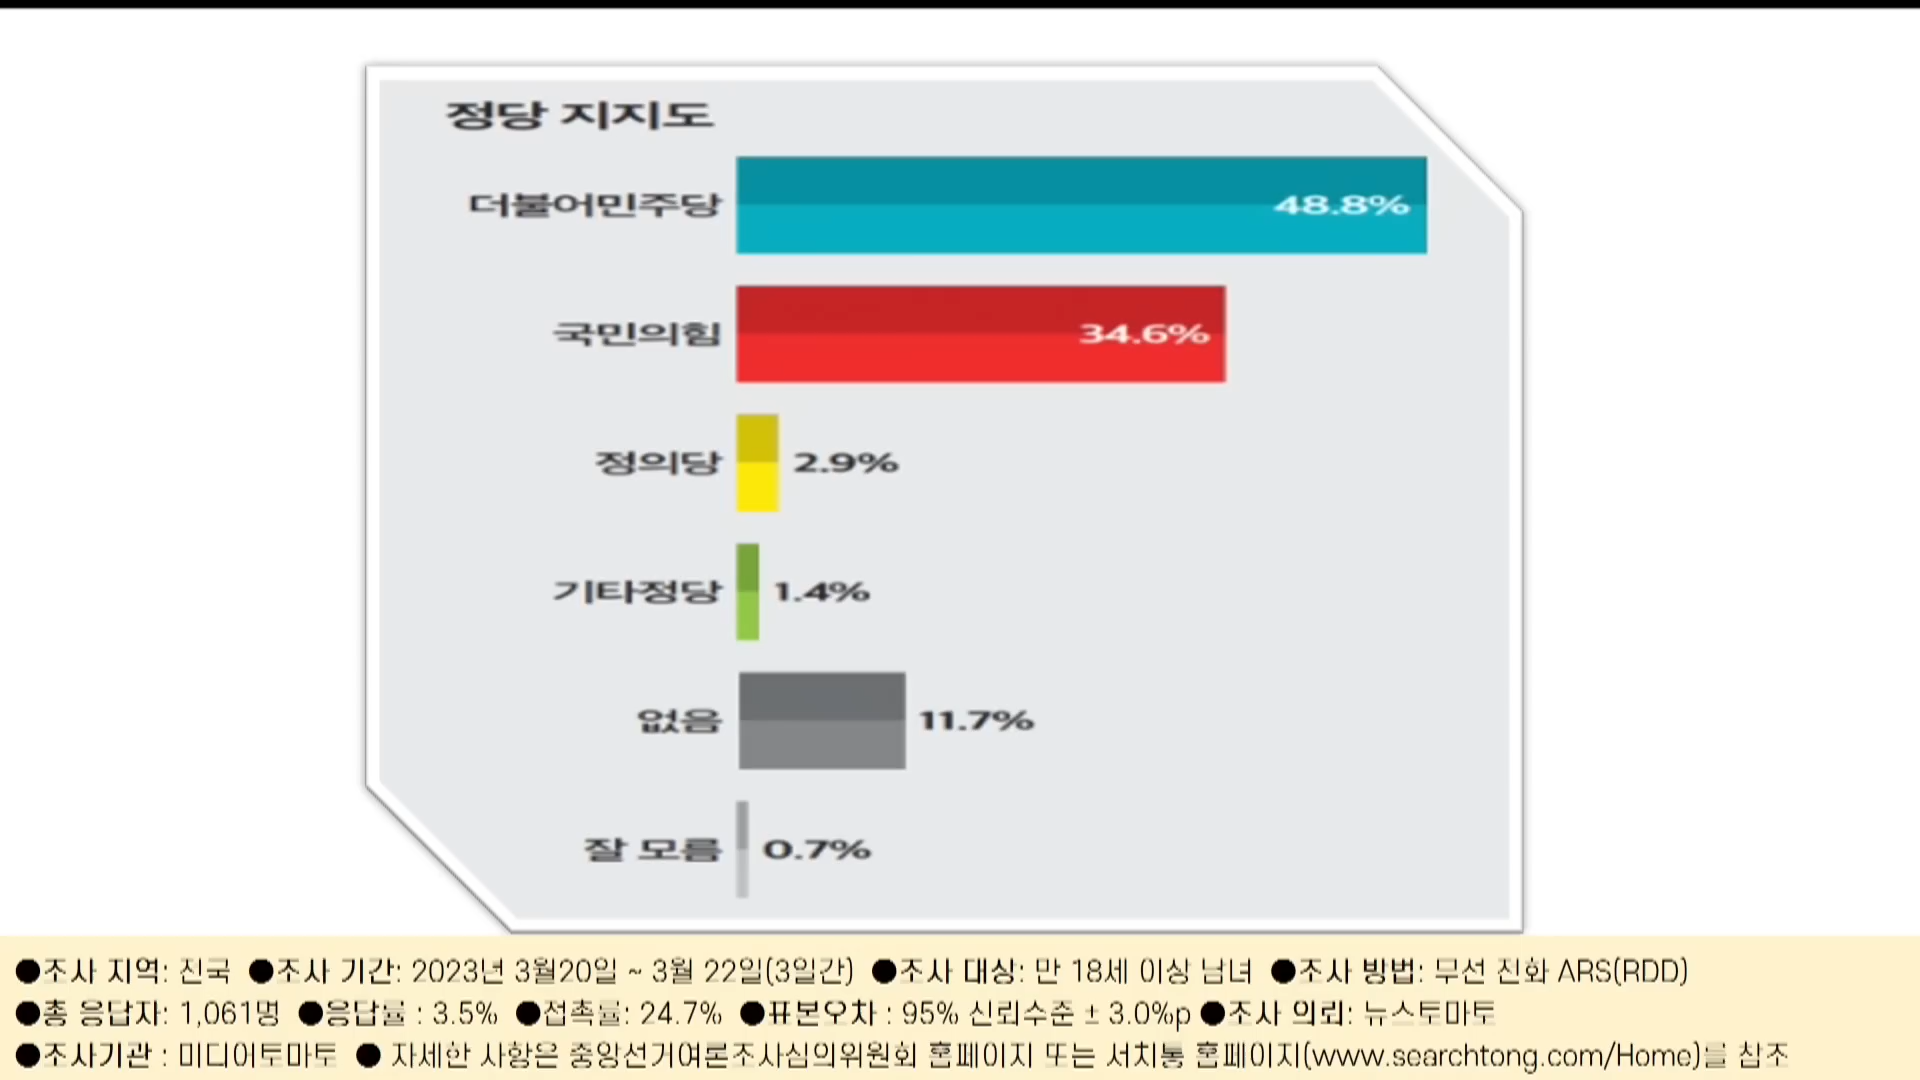 정당 지지도
더불어민주당 48.8%
국민의힘 34.6%
정의당 2.9%
기타정당 1.4%
없음 11.7%
잘 모름 0.7%
●조사 지역: 전국 ●조사 기간: 2023년 3월20일 ~ 3월 22일(3일간) ●조사 대상: 만 18세 이상 남녀 ●조사 방법: 무선 전화 ARS(RDD)
●총 응답자: 1,061명 ●응답률 : 3.5% ●접촉률: 24.7% ●표본오차 : 95% 신뢰수준 ± 3.0%p ●조사 의뢰: 뉴스토마토
●조사기관 : 미디어토마토 ● 자세한 사항은 중앙선거여론조사심의위원회 홈페이지 또는 서치통 홈페이지(www.searchtong.com/Home)를 참조